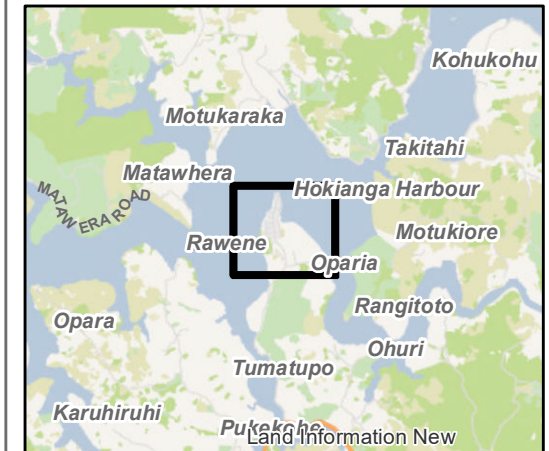 Kohukohu
Motukaraka
Takitahi
Matawhera
Hokianga Harbour
MATAWERA ROAD
Motukiore
Rawene
Oparia
Rangitoto
Opara
Ohuri
Tumatupo
Karuhiruhi
Pukekohe
Land Information New